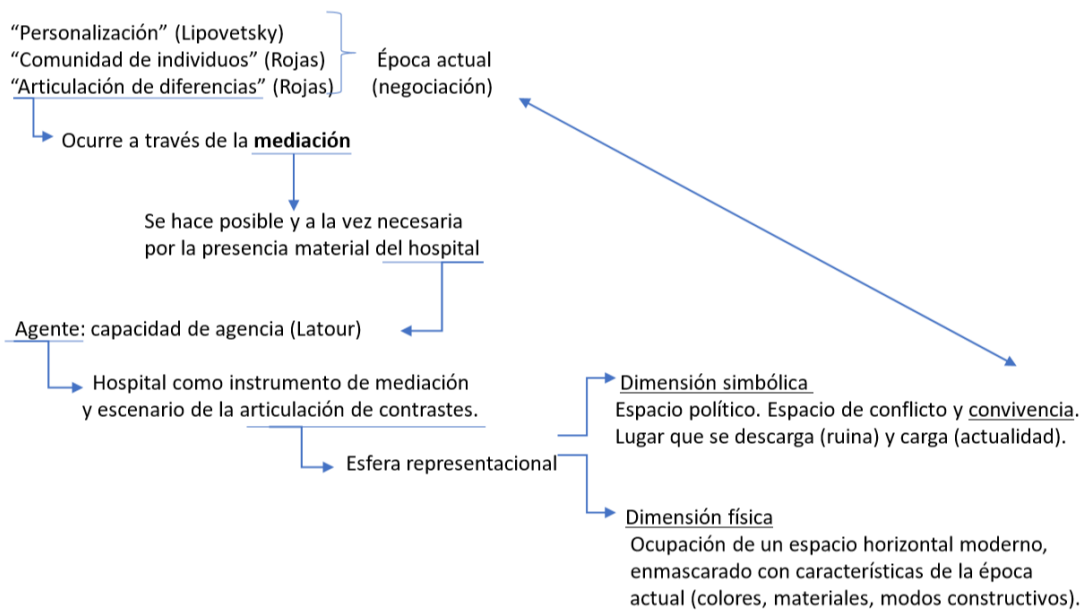 “Personalización” (Lipovetsky)
“Comunidad de individuos” (Rojas)
“Articulación de diferencias” (Rojas)
Época actual
(negociación)
Ocurre a través de la mediación
Se hace posible y a la vez necesaria
por la presencia material del hospital
Agente: capacidad de agencia (Latour)
Hospital como instrumento de mediación
y escenario de la articulación de contrastes.
Esfera representacional
Dimensión simbólica
Espacio político. Espacio de conflicto y convivencia.
Lugar que se descarga (ruina) y carga (actualidad).
Dimensión física
Ocupación de un espacio horizontal moderno,
enmascarado con características de la época
actual (colores, materiales, modos constructivos).